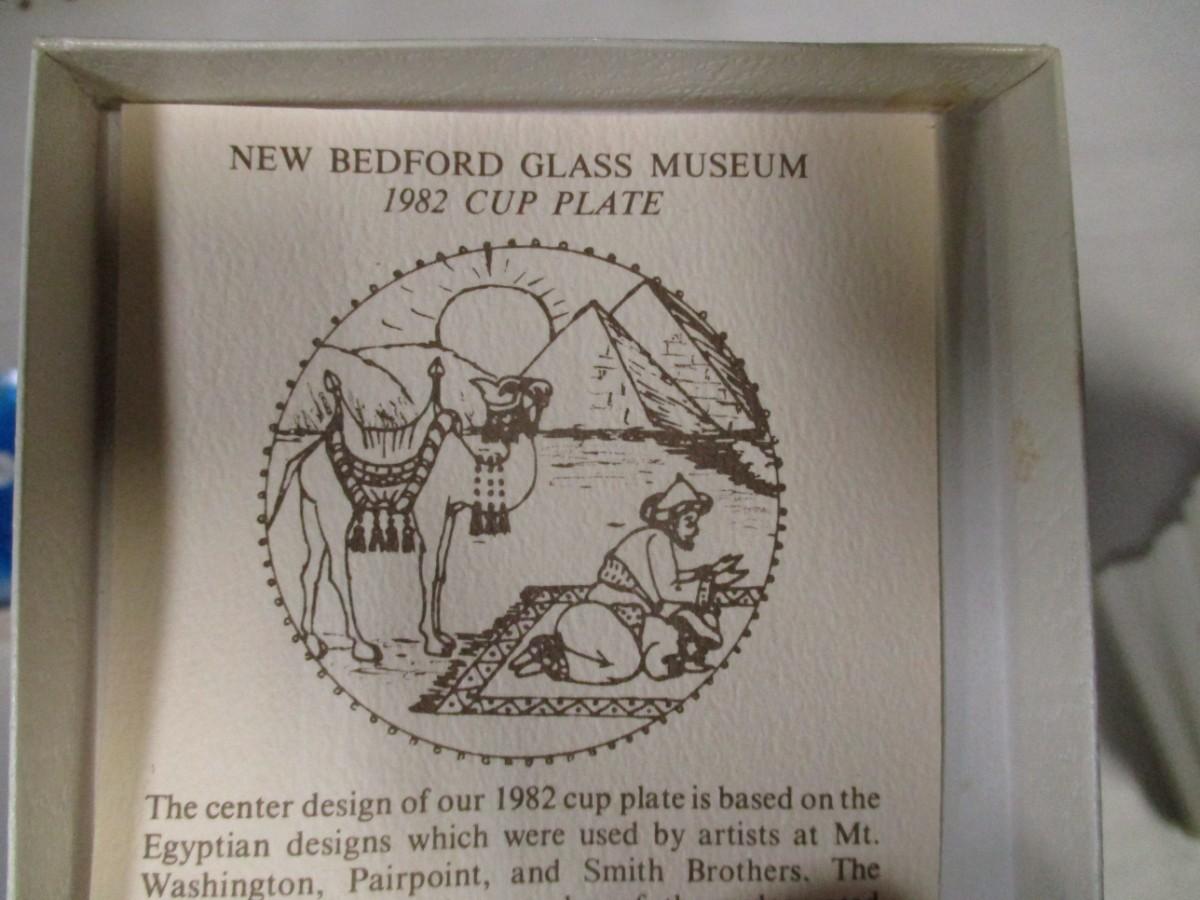 NEW BEDFORD GLASS MUSEUM
1982 CUP PLATE
The center design of our 1982 cup plate is based on the
Egyptian designs which were used by artists at Mt.
Washington, Pairpoint, and Smith Brothers. The